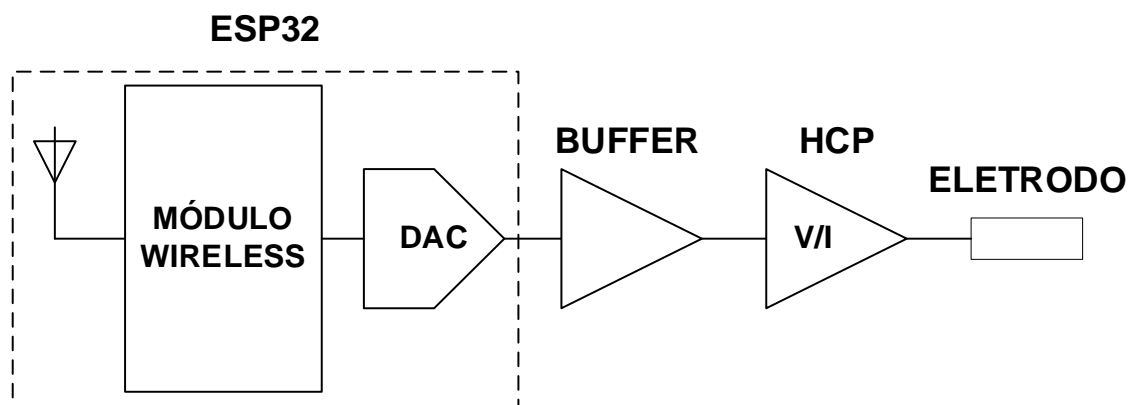 ESP32
BUFFER
HCP
ELETRODO
MÓDULO
WIRELESS
DAC
V/I